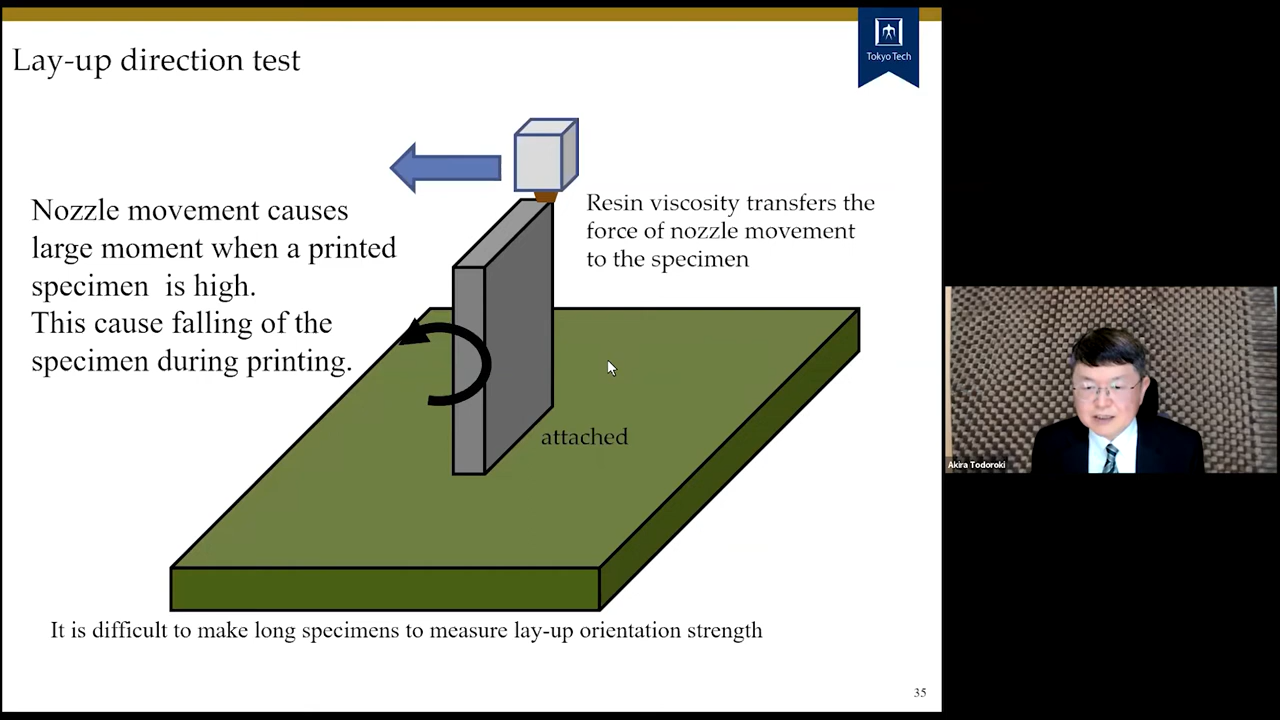 Lay-up direction test
Tokyo Tech
Nozzle movement causes
large moment when a printed
specimen is high.
This cause falling of the
specimen during printing.
Resin viscosity transfers the
force of nozzle movement
to the specimen
attached
It is difficult to make long specimens to measure lay-up orientation strength
35
Akira Todoroki